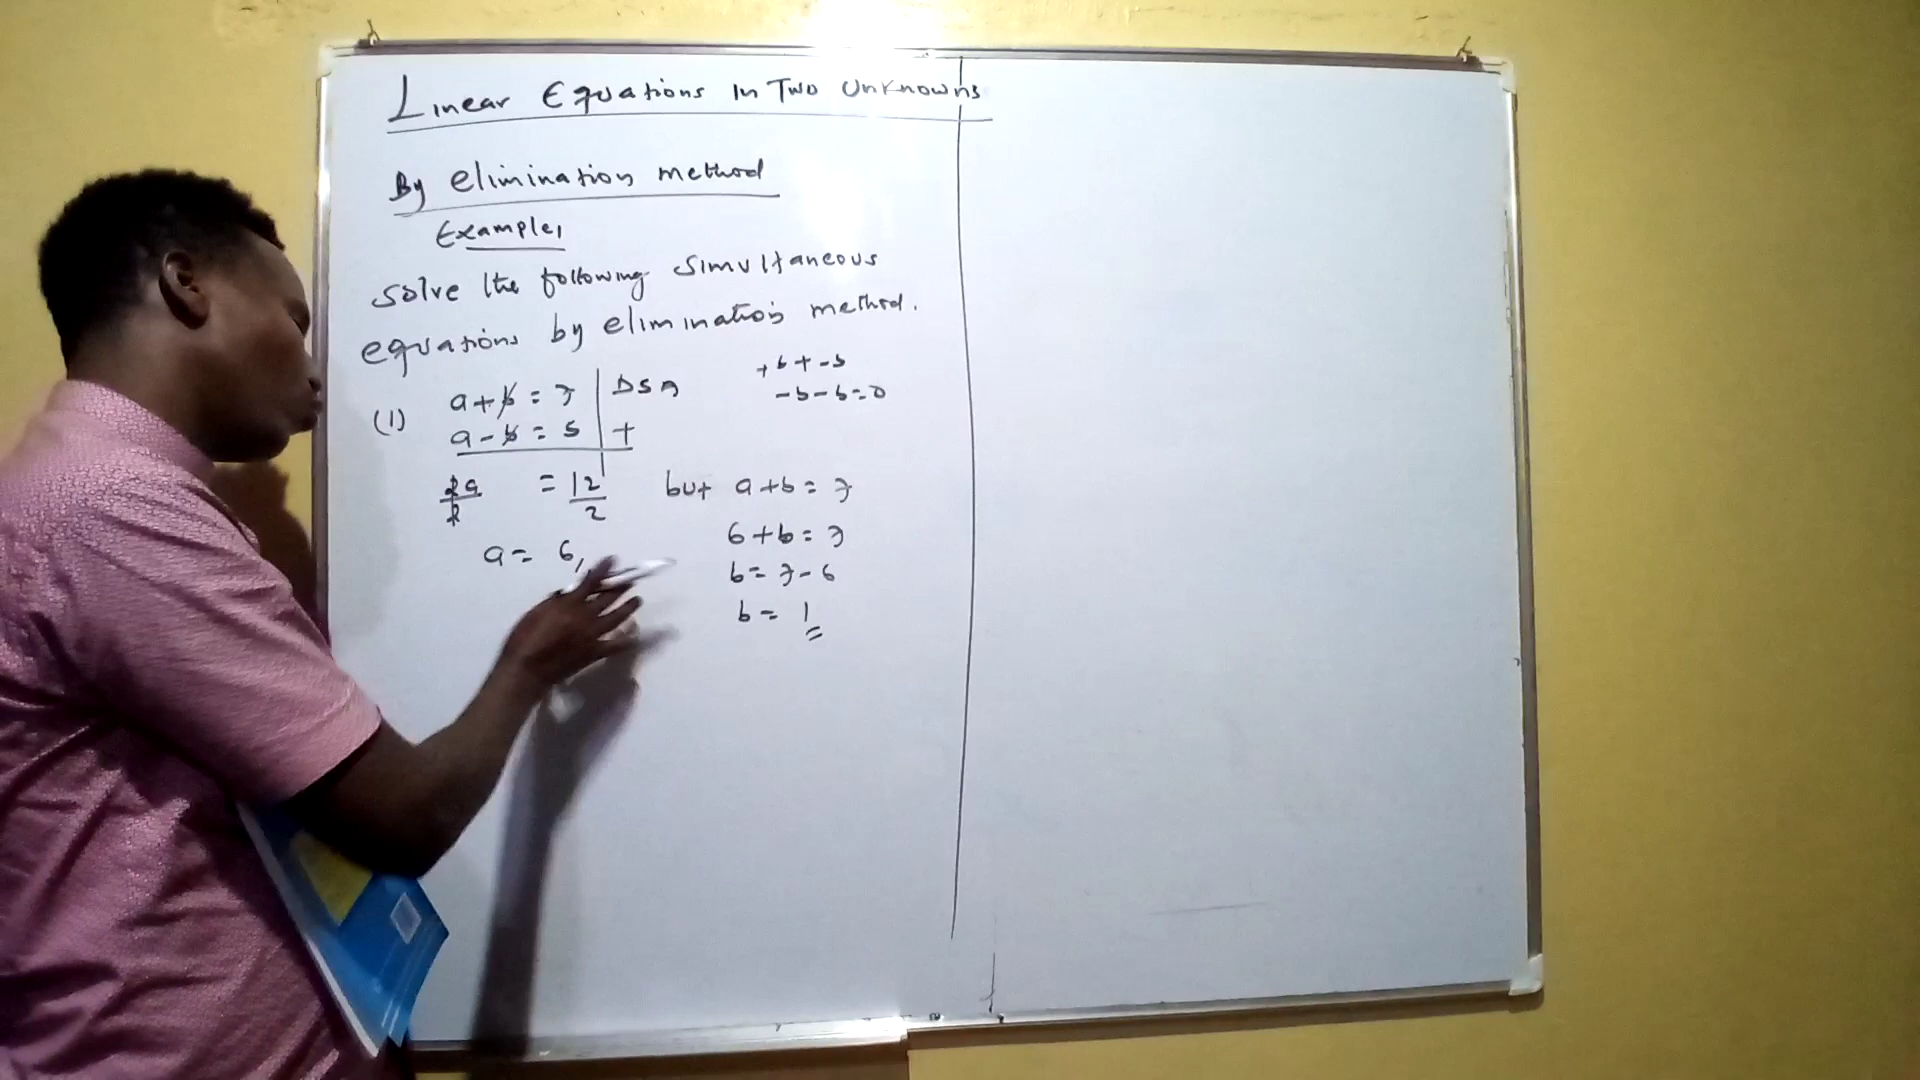 Linear Equations In Two Unknowns
By elimination method
Example,
Solve the following simultaneous
equations by elimination method.
(1) a + b = 7 | DSA
a - b = 5 | +
2a/2 = 12/2
a = 6,
+b + -b
-b - b = 0
but a + b = 7
6 + b = 7
b = 7 - 6
b = 1